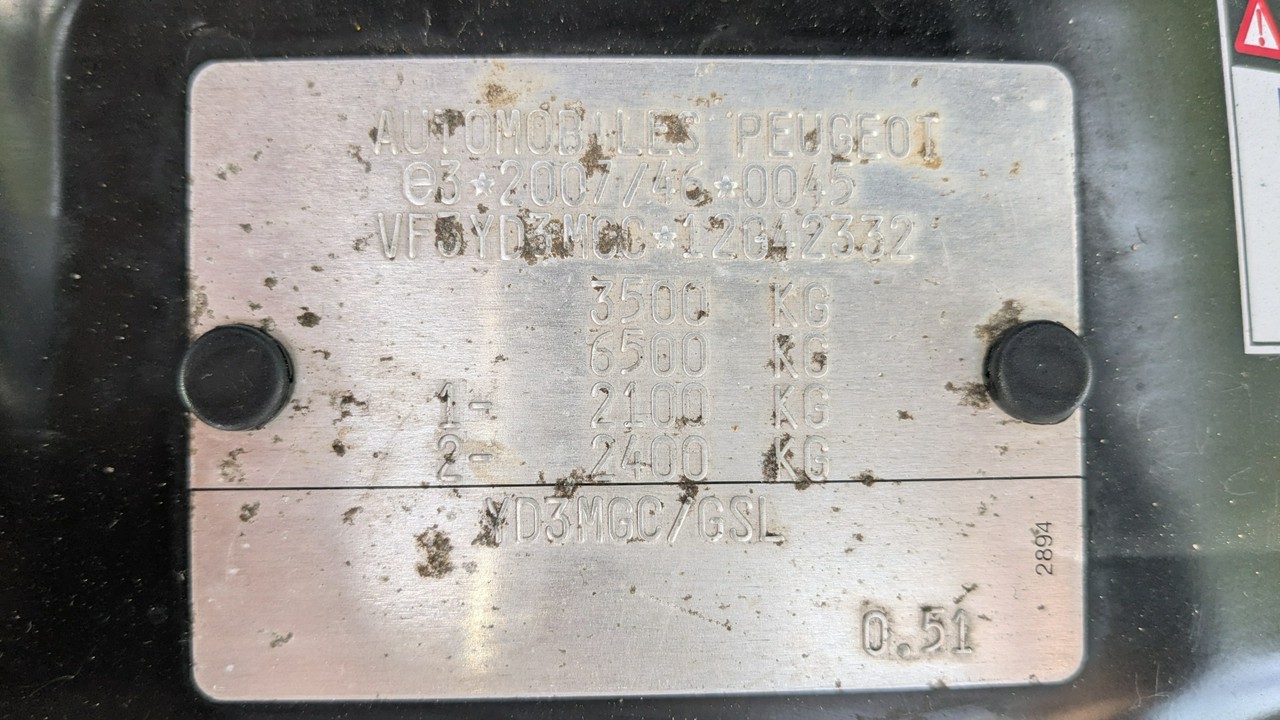 AUTOMOBILES PEUGEOT
e3*2007/46*0045
VF3YD3MGC*12G42332
3500 KG
6500 KG
1- 2100 KG
2- 2400 KG
YD3MGC/GSL
2894
0.51